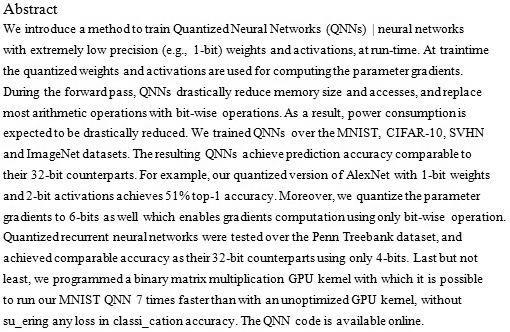 Abstract
We introduce a method to train Quantized Neural Networks (QNNs) | neural networks
with extremely low precision (e.g., 1-bit) weights and activations, at run-time. At traintime
the quantized weights and activations are used for computing the parameter gradients.
During the forward pass, QNNs drastically reduce memory size and accesses, and replace
most arithmetic operations with bit-wise operations. As a result, power consumption is
expected to be drastically reduced. We trained QNNs over the MNIST, CIFAR-10, SVHN
and ImageNet datasets. The resulting QNNs achieve prediction accuracy comparable to
their 32-bit counterparts. For example, our quantized version of AlexNet with 1-bit weights
and 2-bit activations achieves 51% top-1 accuracy. Moreover, we quantize the parameter
gradients to 6-bits as well which enables gradients computation using only bit-wise operation.
Quantized recurrent neural networks were tested over the Penn Treebank dataset, and
achieved comparable accuracy as their 32-bit counterparts using only 4-bits. Last but not
least, we programmed a binary matrix multiplication GPU kernel with which it is possible
to run our MNIST QNN 7 times faster than with an unoptimized GPU kernel, without
su_ering any loss in classi_cation accuracy. The QNN code is available online.